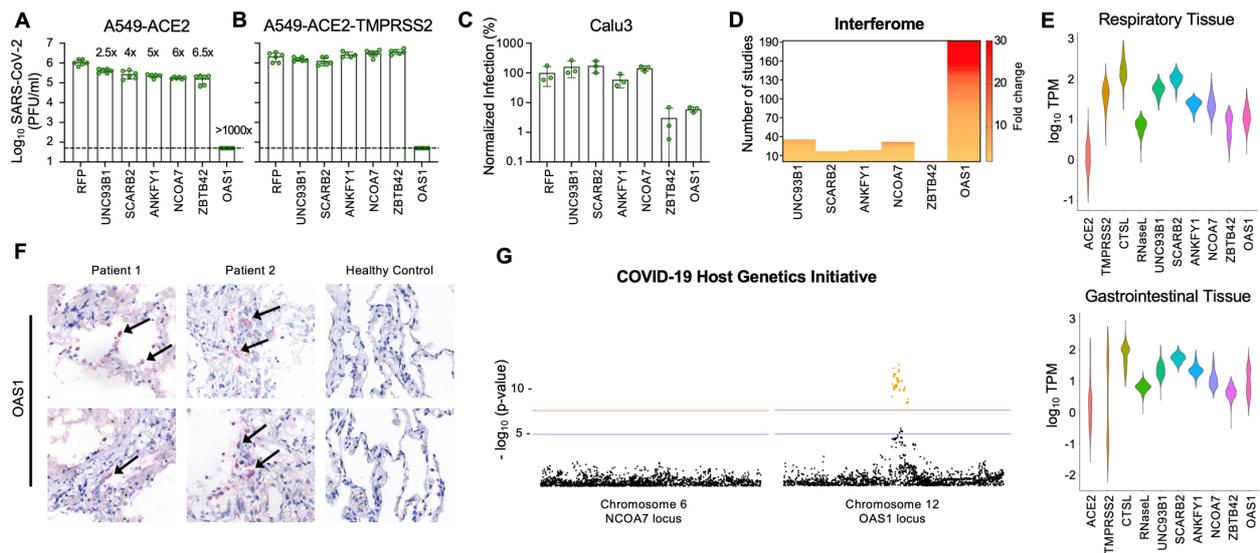 A
A549-ACE2
Log10 SARS-CoV-2
(PFU/ml)
7
6
5
4
3
2
1
2.5x
4x
5x
6x
6.5x
>1000x
RFP
UNC93B1
SCARB2
ANKFY1
NCOA7
ZBTB42
OAS1
B
A549-ACE2-TMPRSS2
RFP
UNC93B1
SCARB2
ANKFY1
NCOA7
ZBTB42
OAS1
C
Calu3
Normalized Infection (%)
1000
100
10
1
0.1
RFP
UNC93B1
SCARB2
ANKFY1
NCOA7
ZBTB42
OAS1
D
Interferome
Number of studies
190
160
130
100
70
40
10
UNC93B1
SCARB2
ANKFY1
NCOA7
ZBTB42
OAS1
30
20
10
Fold change
E
Respiratory Tissue
log10 TPM
3
2
1
0
-1
ACE2
TMPRSS2
CTSL
RNaseL
UNC93B1
SCARB2
ANKFY1
NCOA7
ZBTB42
OAS1
Gastrointestinal Tissue
log10 TPM
3
2
1
0
-1
-2
ACE2
TMPRSS2
CTSL
RNaseL
UNC93B1
SCARB2
ANKFY1
NCOA7
ZBTB42
OAS1
F
Patient 1
Patient 2
Healthy Control
OAS1
G
COVID-19 Host Genetics Initiative
- log10 (p-value)
10
5
Chromosome 6
NCOA7 locus
Chromosome 12
OAS1 locus